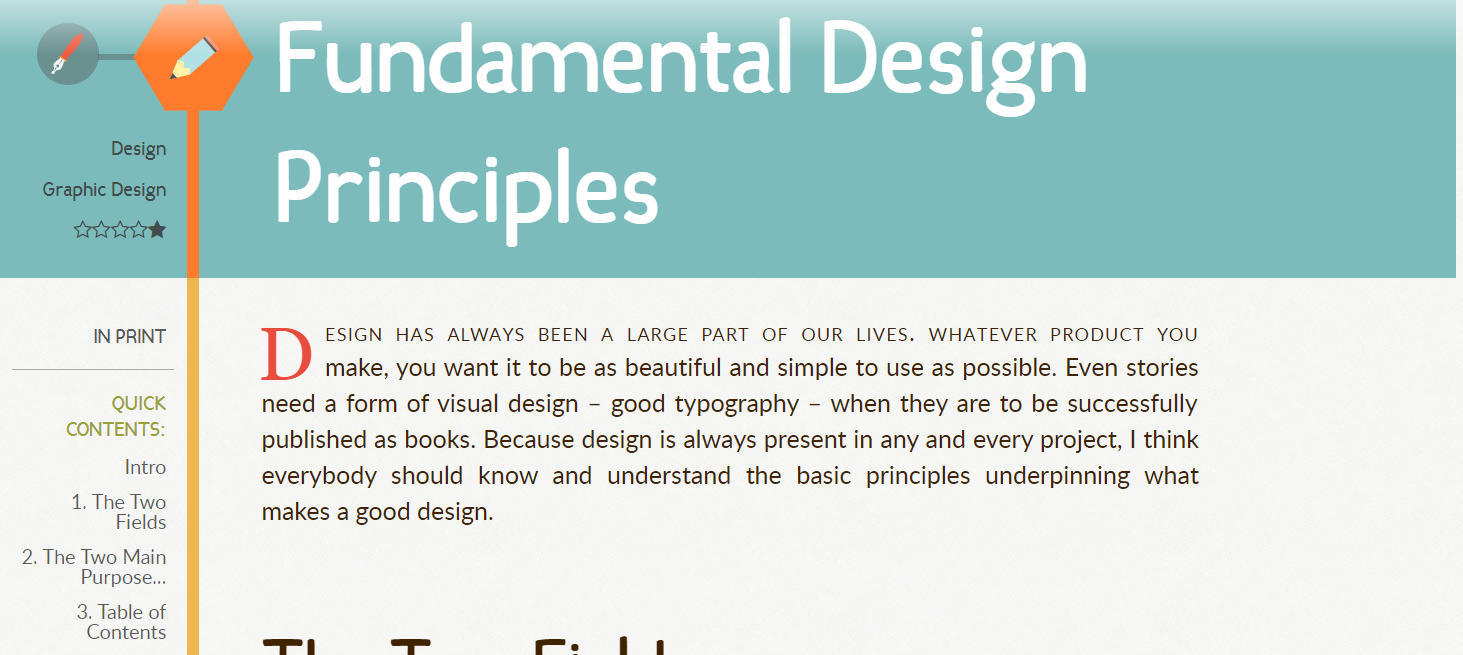 Fundamental Design
Principles
Design
Graphic Design
IN PRINT
QUICK
CONTENTS:
Intro
1. The Two
Fields
2. The Two Main
Purpose...
3. Table of
Contents
DESIGN HAS ALWAYS BEEN A LARGE PART OF OUR LIVES. WHATEVER PRODUCT YOU
make, you want it to be as beautiful and simple to use as possible. Even stories
need a form of visual design – good typography – when they are to be successfully
published as books. Because design is always present in any and every project, I think
everybody should know and understand the basic principles underpinning what
makes a good design.
The Two Fields